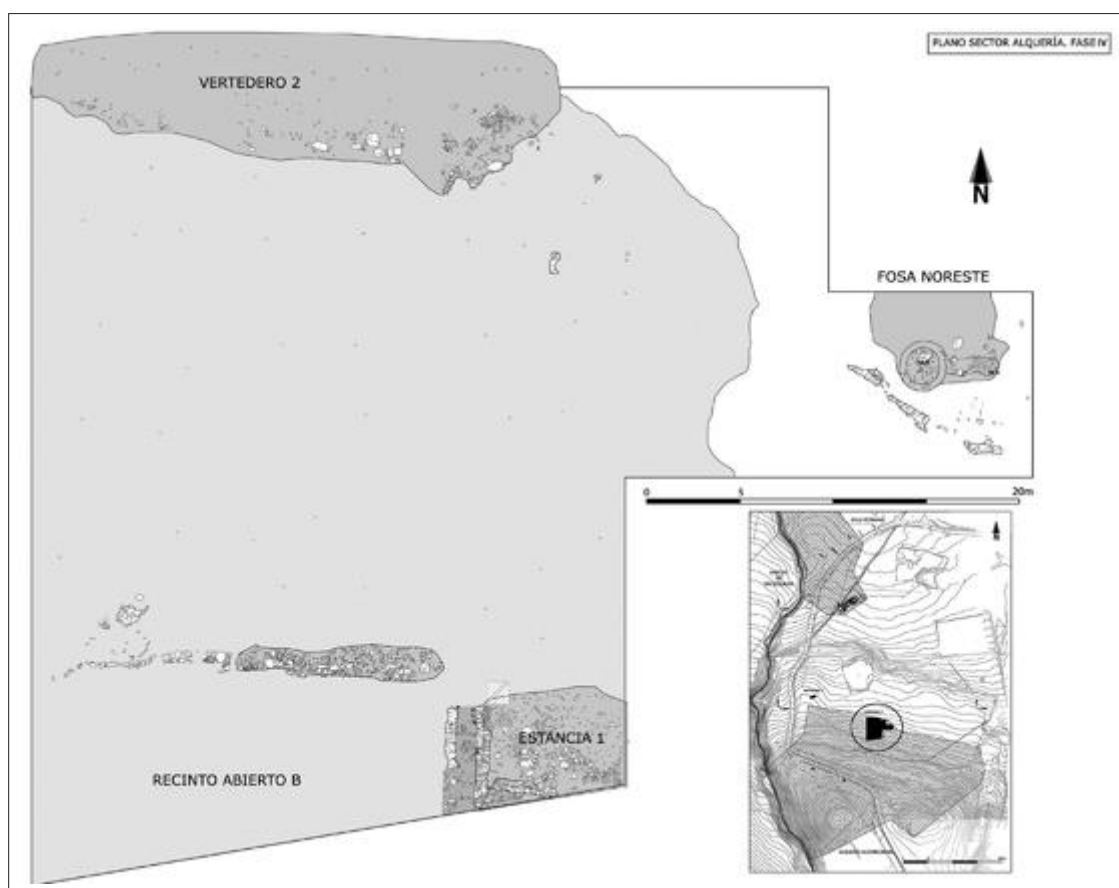 PLANO SECTOR ALQUERÍA. FASE IV
VERTEDERO 2
N
FOSA NORESTE
0 5 20m
N
ESTANCIA 1
RECINTO ABIERTO B